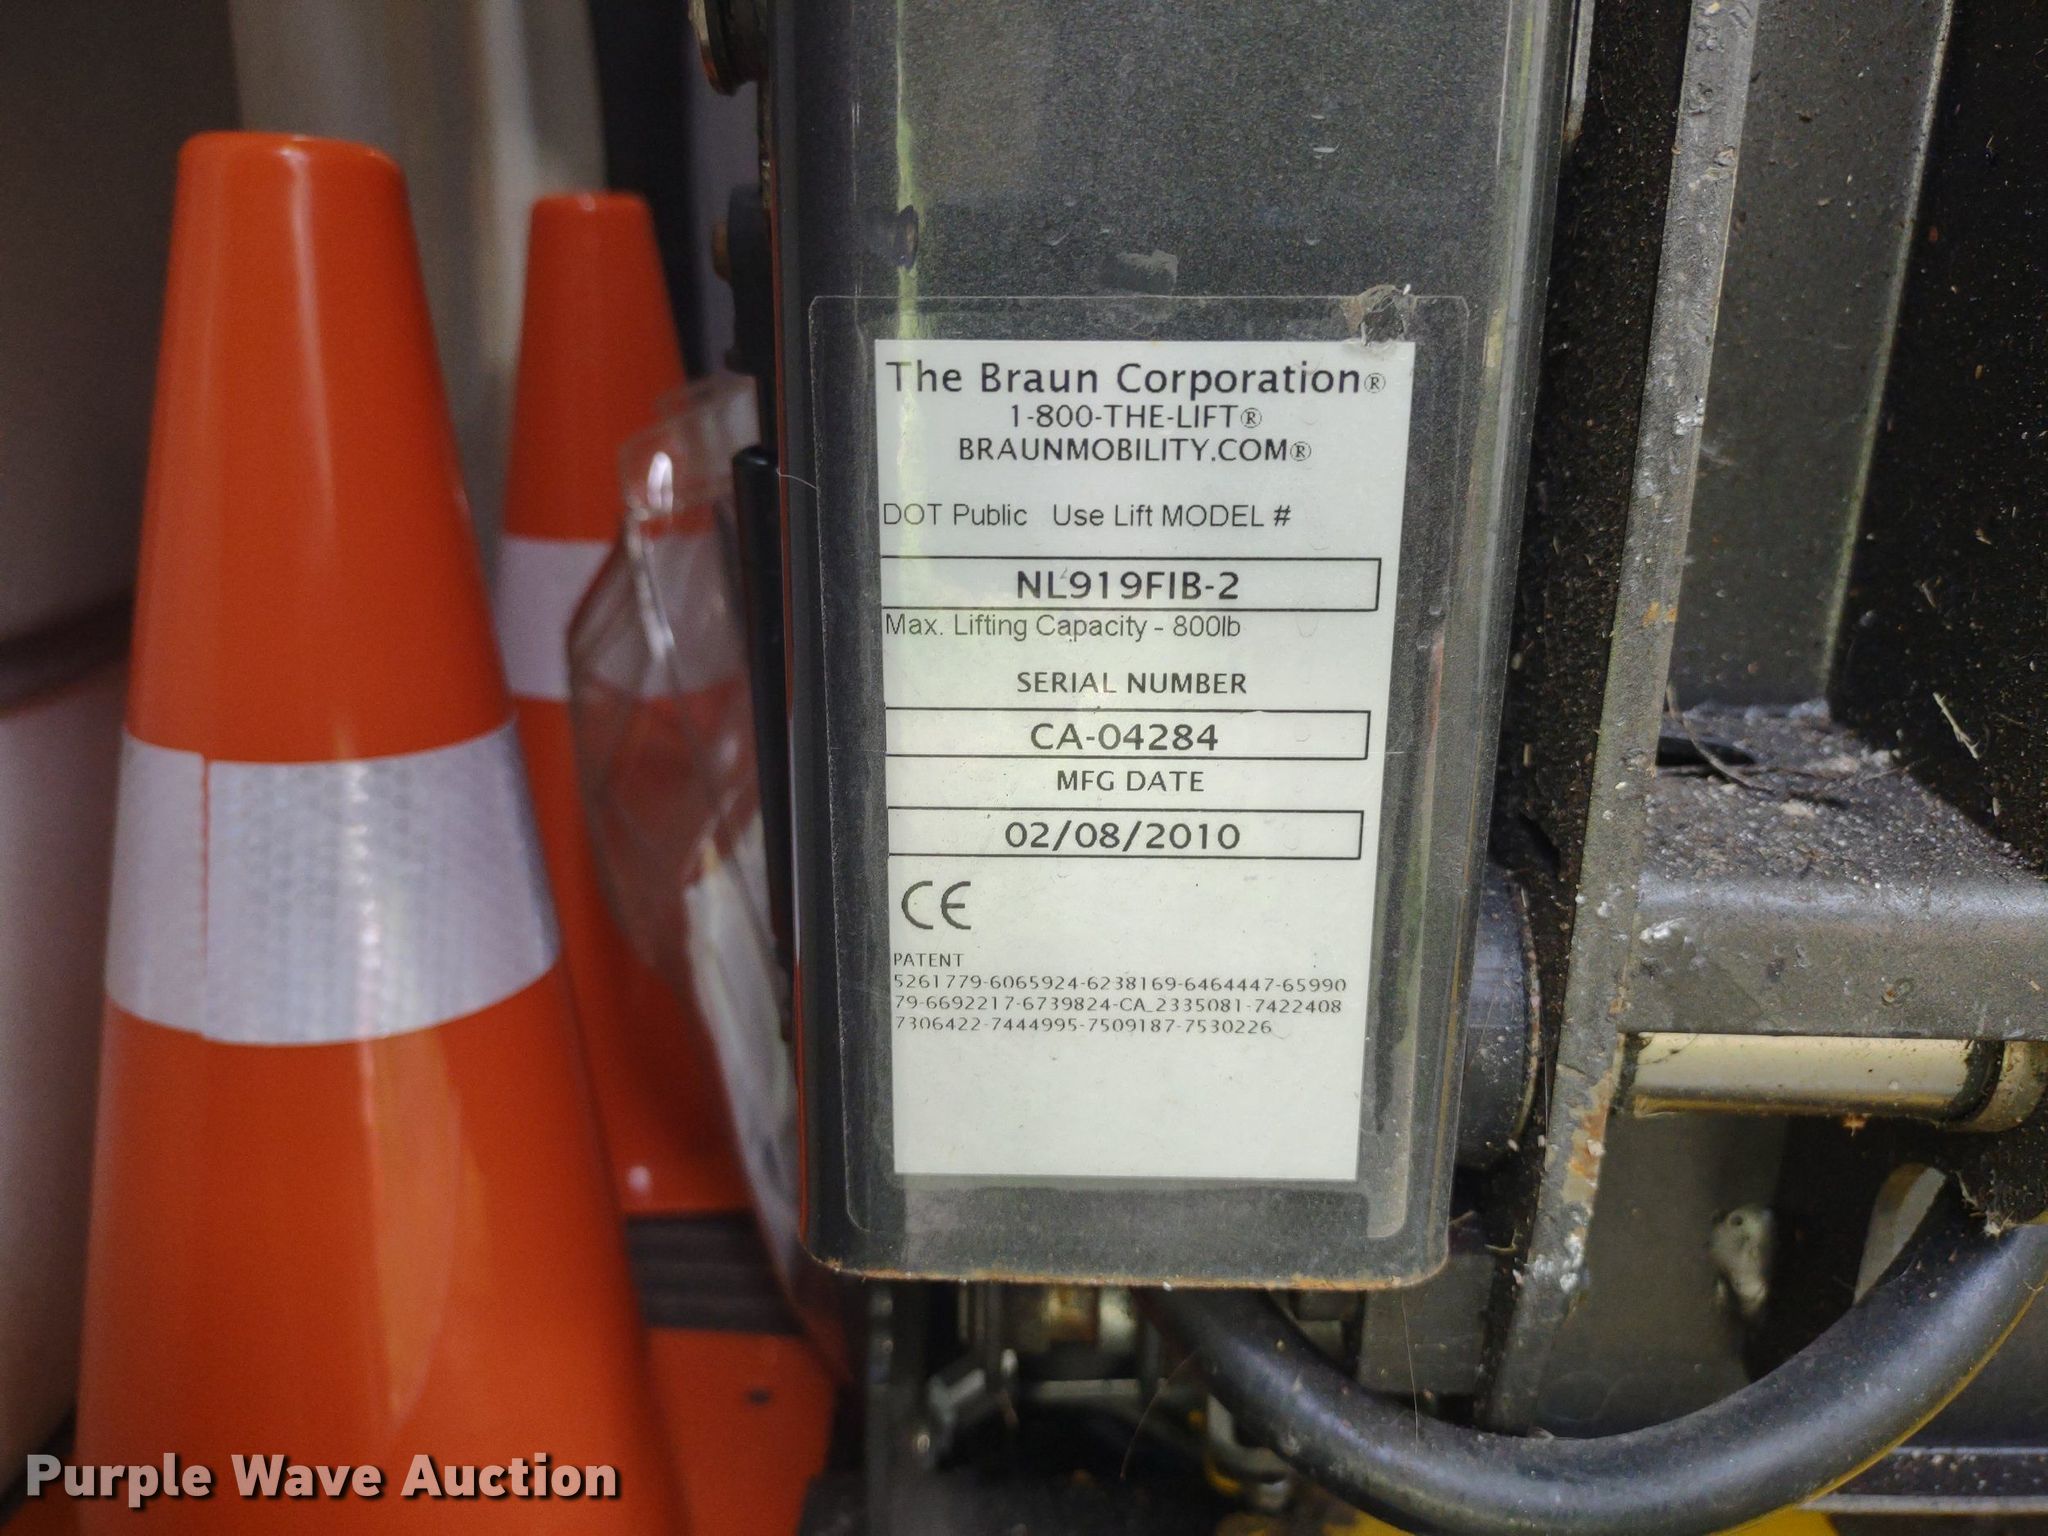 The Braun Corporation®
1-800-THE-LIFT®
BRAUNMOBILITY.COM®
DOT Public Use Lift MODEL #
NL919FIB-2
Max. Lifting Capacity - 800lb
SERIAL NUMBER
CA-04284
MFG DATE
02/08/2010
CE
PATENT
5261779-6065924-6238169-6464447-65990
79-6692217-6739824-CA_2335081-7422408
7306422-7444995-7509187-7530226
Purple Wave Auction